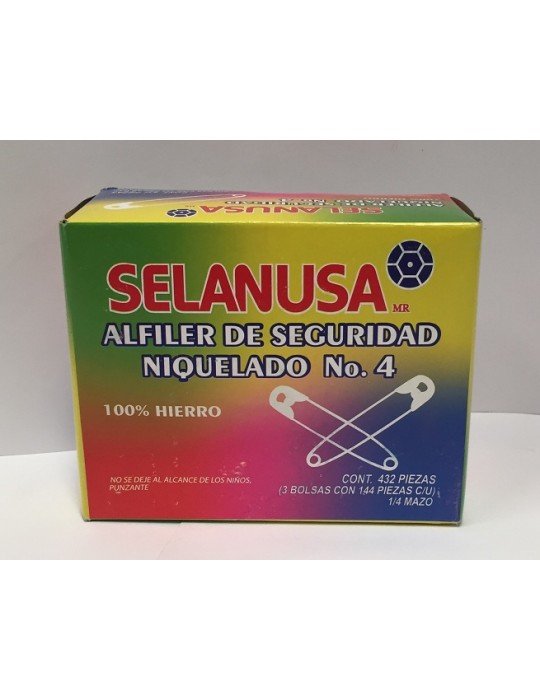 SELANUSA
SELANUSA
MR
ALFILER DE SEGURIDAD
NIQUELADO No. 4
100% HIERRO
NO SE DEJE AL ALCANCE DE LOS NIÑOS.
PUNZANTE
CONT. 432 PIEZAS
(3 BOLSAS CON 144 PIEZAS C/U)
1/4 MAZO